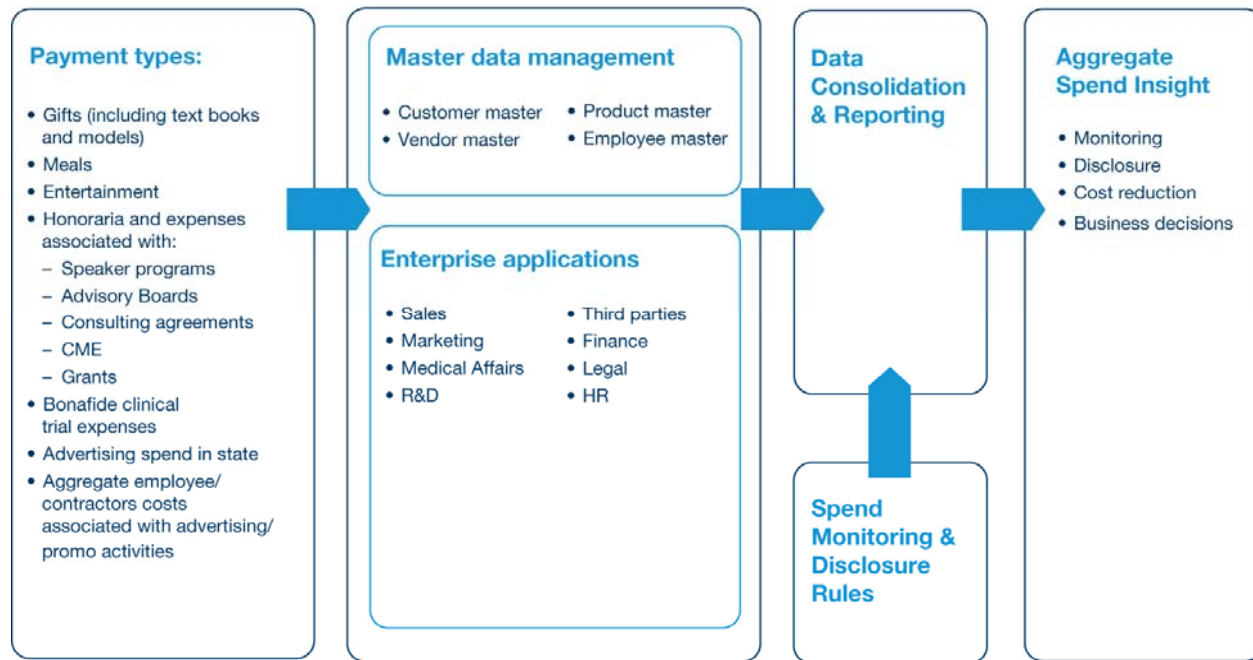 Payment types:
• Gifts (including text books
and models)
• Meals
• Entertainment
• Honoraria and expenses
associated with:
– Speaker programs
– Advisory Boards
– Consulting agreements
– CME
– Grants
• Bonafide clinical
trial expenses
• Advertising spend in state
• Aggregate employee/
contractors costs
associated with advertising/
promo activities
Master data management
• Customer master
• Vendor master
• Product master
• Employee master
Enterprise applications
• Sales
• Marketing
• Medical Affairs
• R&D
• Third parties
• Finance
• Legal
• HR
Data
Consolidation
& Reporting
Spend
Monitoring &
Disclosure
Rules
Aggregate
Spend Insight
• Monitoring
• Disclosure
• Cost reduction
• Business decisions